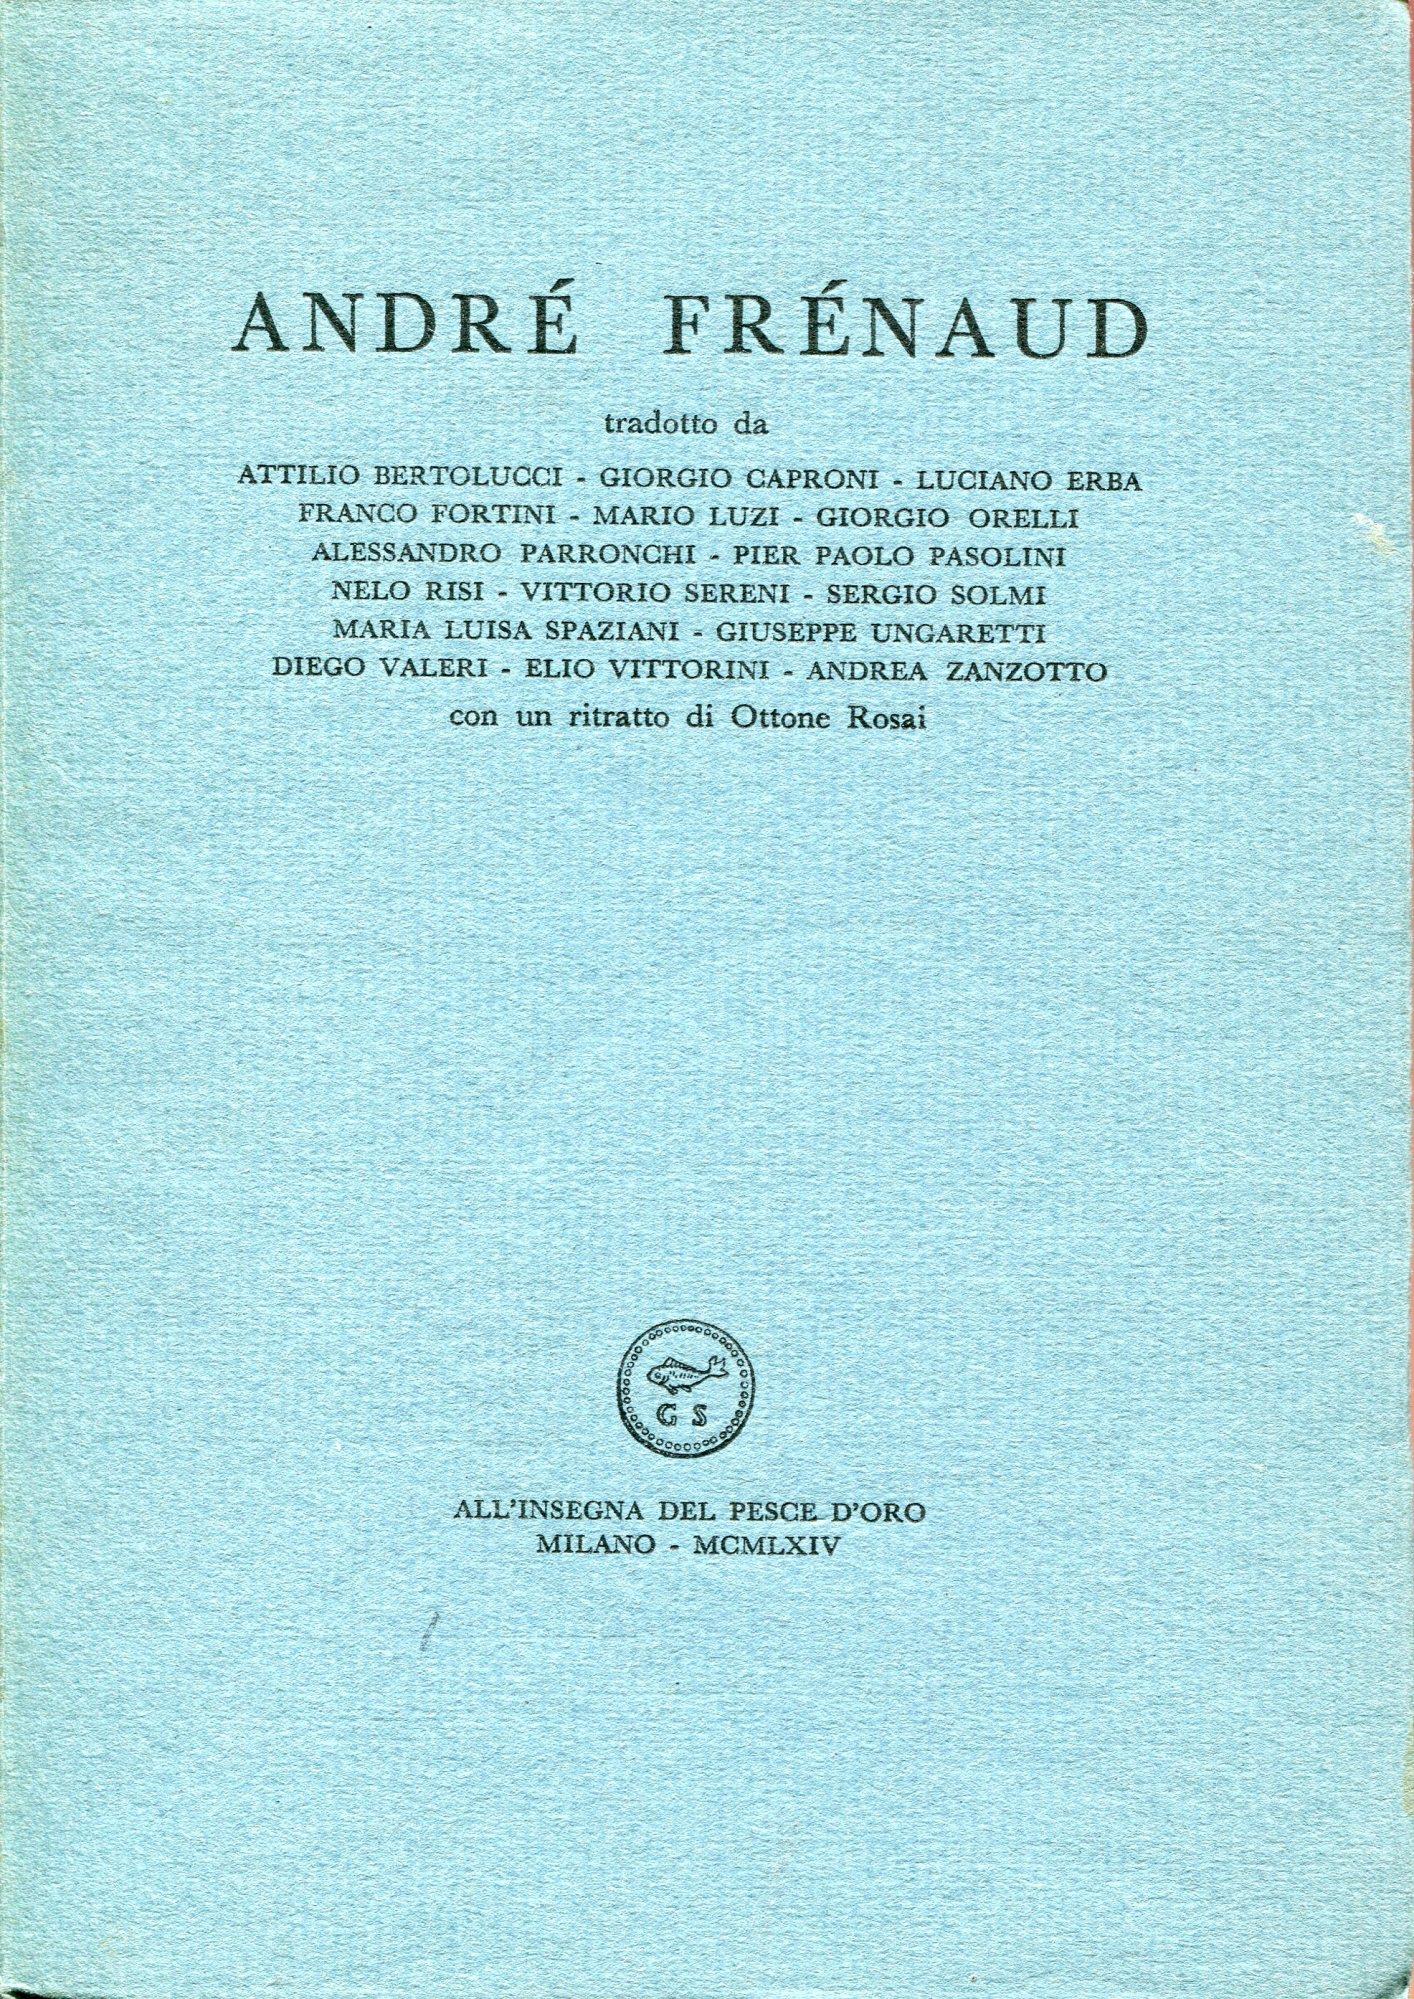 ANDRÉ FRÉNAUD
tradotto da
ATTILIO BERTOLUCCI - GIORGIO CAPRONI - LUCIANO ERBA
FRANCO FORTINI - MARIO LUZI - GIORGIO ORELLI
ALESSANDRO PARRONCHI - PIER PAOLO PASOLINI
NELO RISI - VITTORIO SERENI - SERGIO SOLMI
MARIA LUISA SPAZIANI - GIUSEPPE UNGARETTI
DIEGO VALERI - ELIO VITTORINI - ANDREA ZANZOTTO
con un ritratto di Ottone Rosai
G S
ALL'INSEGNA DEL PESCE D'ORO
MILANO - MCMLXIV